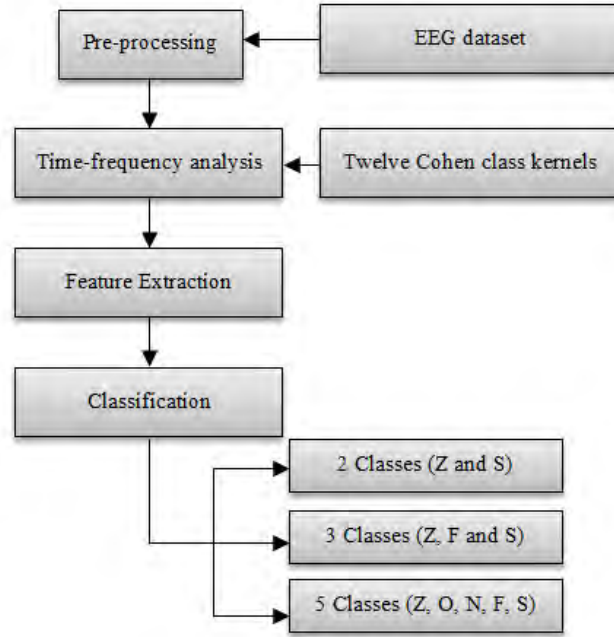 Pre-processing
EEG dataset
Time-frequency analysis
Twelve Cohen class kernels
Feature Extraction
Classification
2 Classes (Z and S)
3 Classes (Z, F and S)
5 Classes (Z, O, N, F, S)